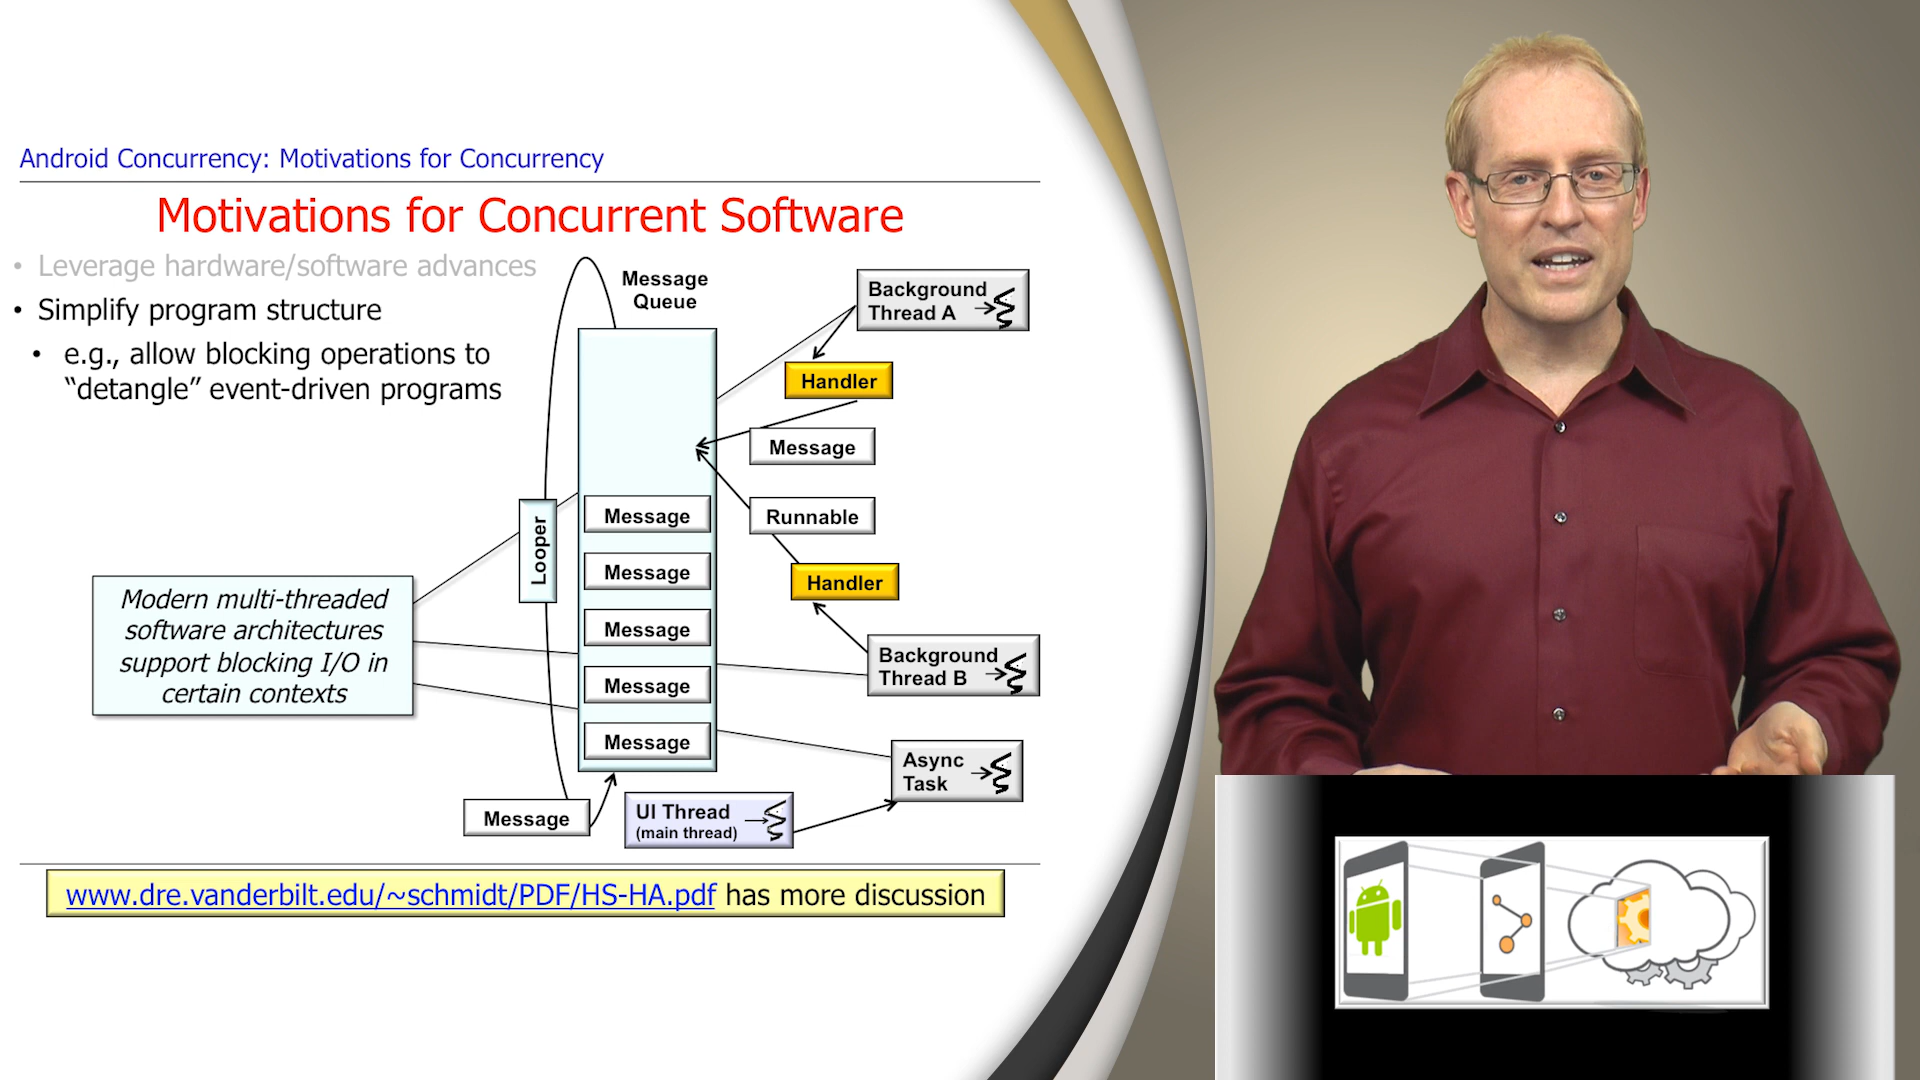 Android Concurrency: Motivations for Concurrency
Motivations for Concurrent Software
• Leverage hardware/software advances
• Simplify program structure
• e.g., allow blocking operations to
“detangle” event-driven programs
Message
Queue
Background
Thread A
Handler
Message
Runnable
Handler
Background
Thread B
Async
Task
Looper
Message
Message
Message
Message
Message
Modern multi-threaded
software architectures
support blocking I/O in
certain contexts
Message
UI Thread
(main thread)
www.dre.vanderbilt.edu/~schmidt/PDF/HS-HA.pdf has more discussion